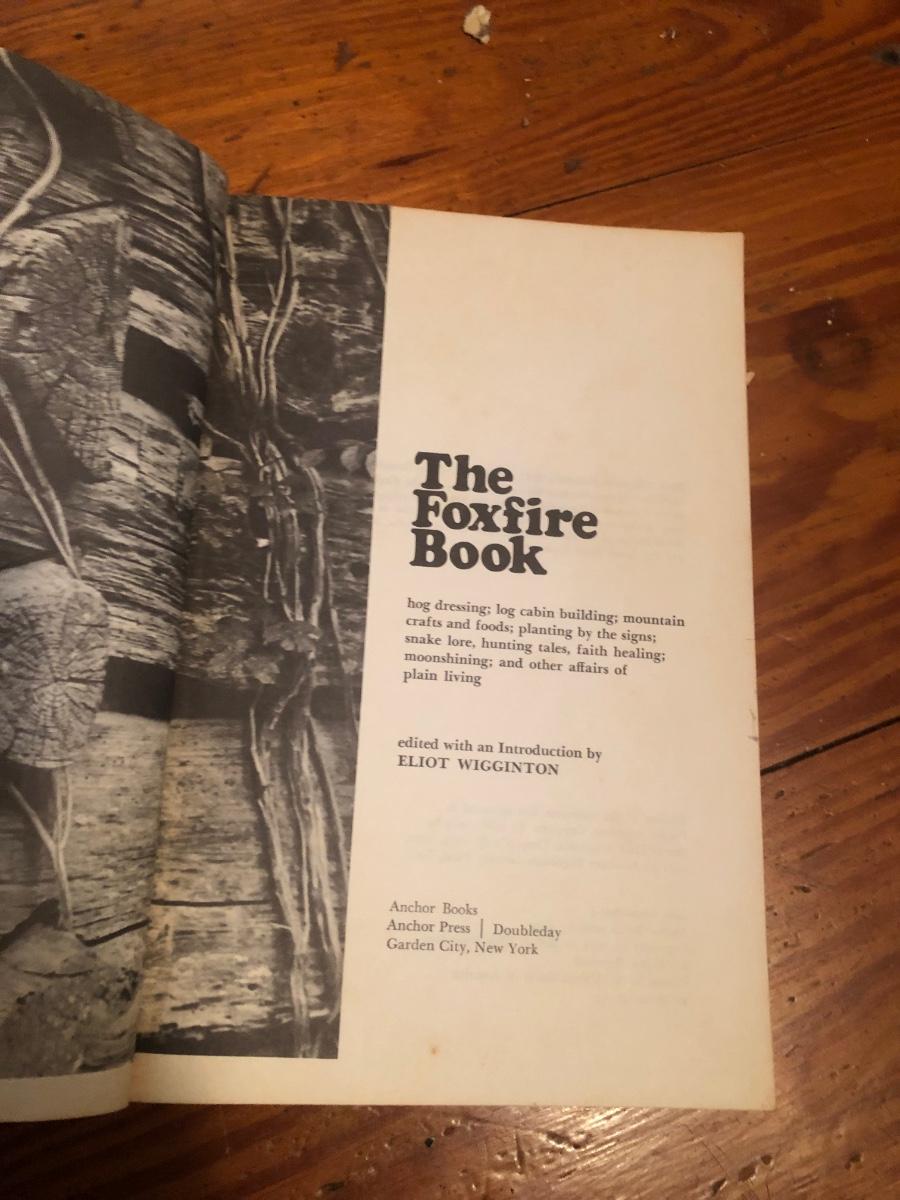 The
Foxfire
Book
hog dressing; log cabin building; mountain
crafts and foods; planting by the signs;
snake lore, hunting tales, faith healing;
moonshining; and other affairs of
plain living
edited with an Introduction by
ELIOT WIGGINTON
Anchor Books
Anchor Press | Doubleday
Garden City, New York